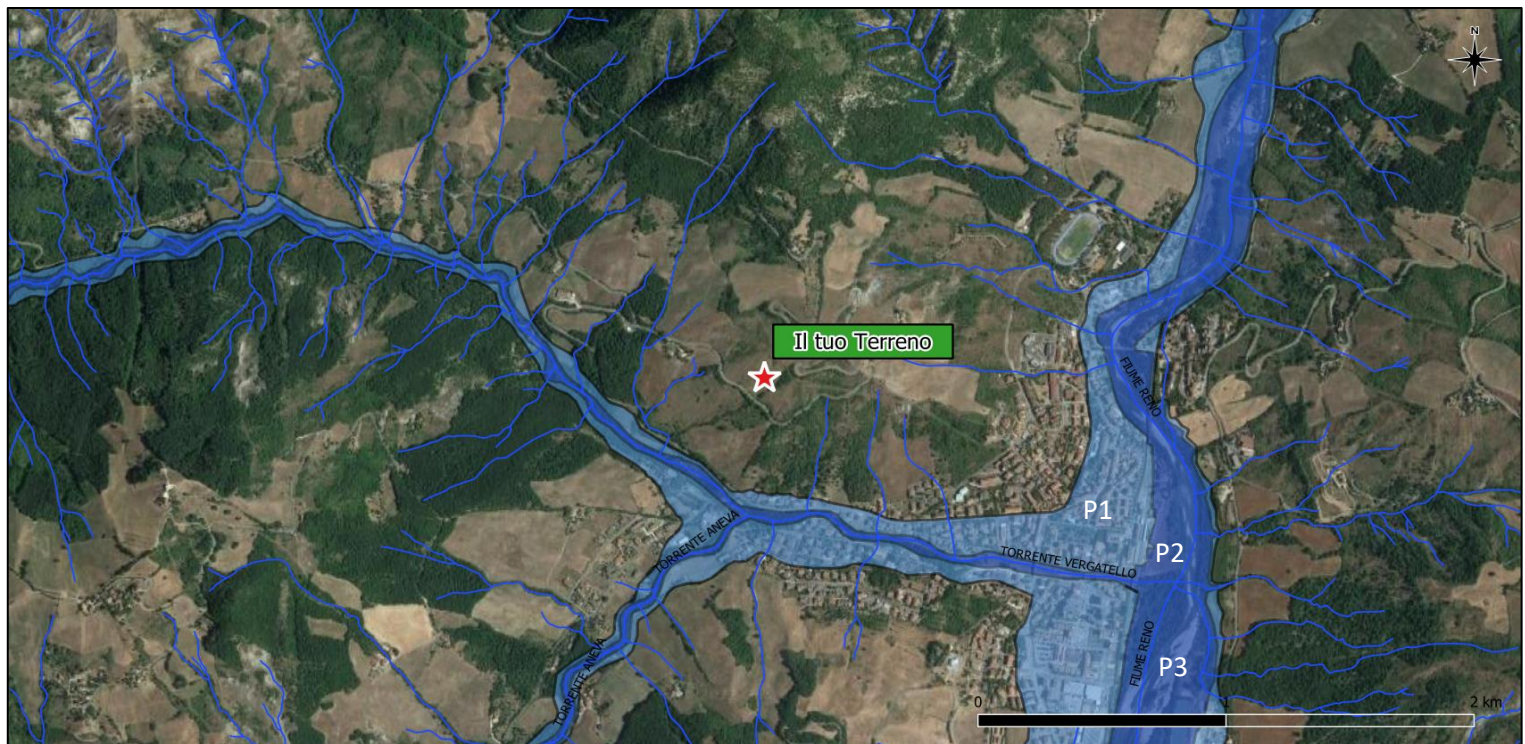 N
Il tuo Terreno
FIUME RENO
P1
TORRENTE ANEVA
P2
TORRENTE VERGATELLO
TORRENTE ANEVA
FIUME RENO
P3
0
1
2 km